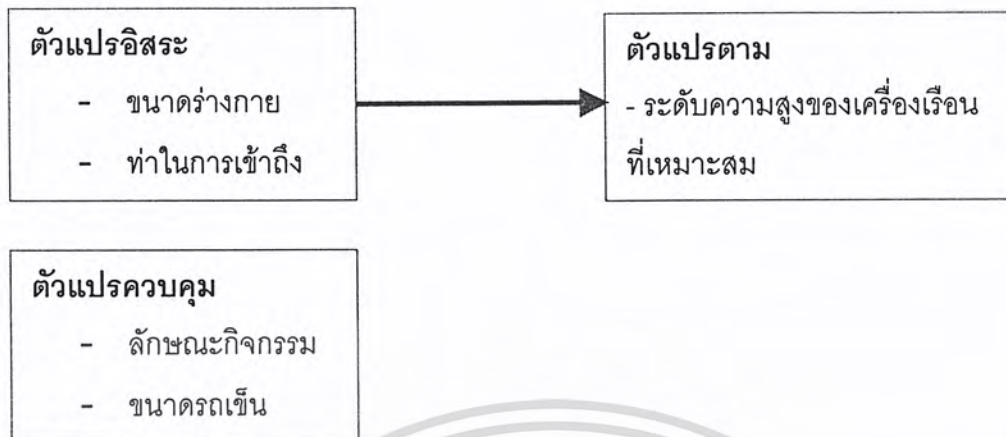 ตัวแปรอิสระ
- ขนาดร่างกาย
- ท่าในการเข้าถึง
ตัวแปรตาม
- ระดับความสูงของเครื่องเรือน
ที่เหมาะสม
ตัวแปรควบคุม
- ลักษณะกิจกรรม
- ขนาดรถเข็น